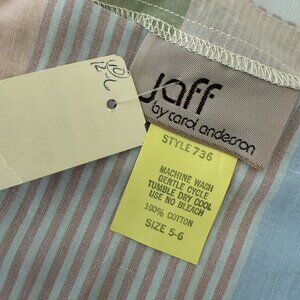 Jaff
by carol anderson
STYLE 736
MACHINE WASH
GENTLE CYCLE
TUMBLE DRY COOL
USE NO BLEACH
100% COTTON
SIZE 5-6